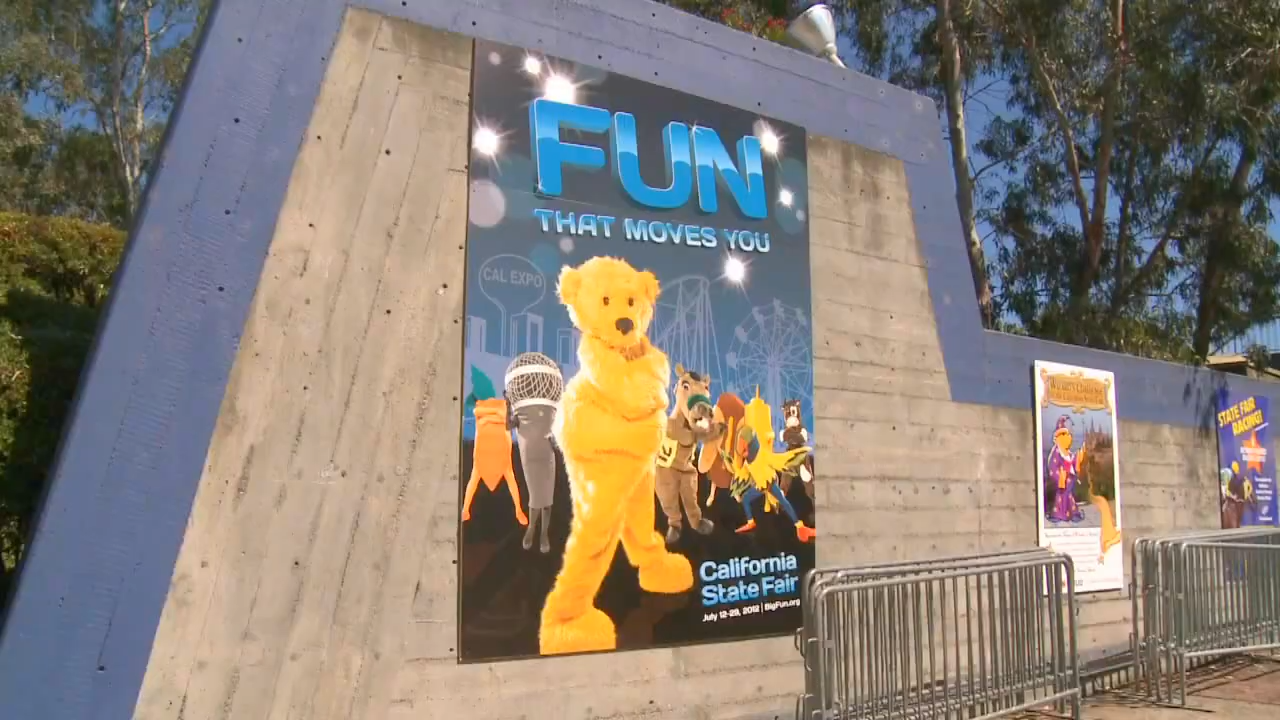 FUN
THAT MOVES YOU
CAL EXPO
California
State Fair
July 12-29, 2012 | BigFun.org
STATE FAIR
RACING!